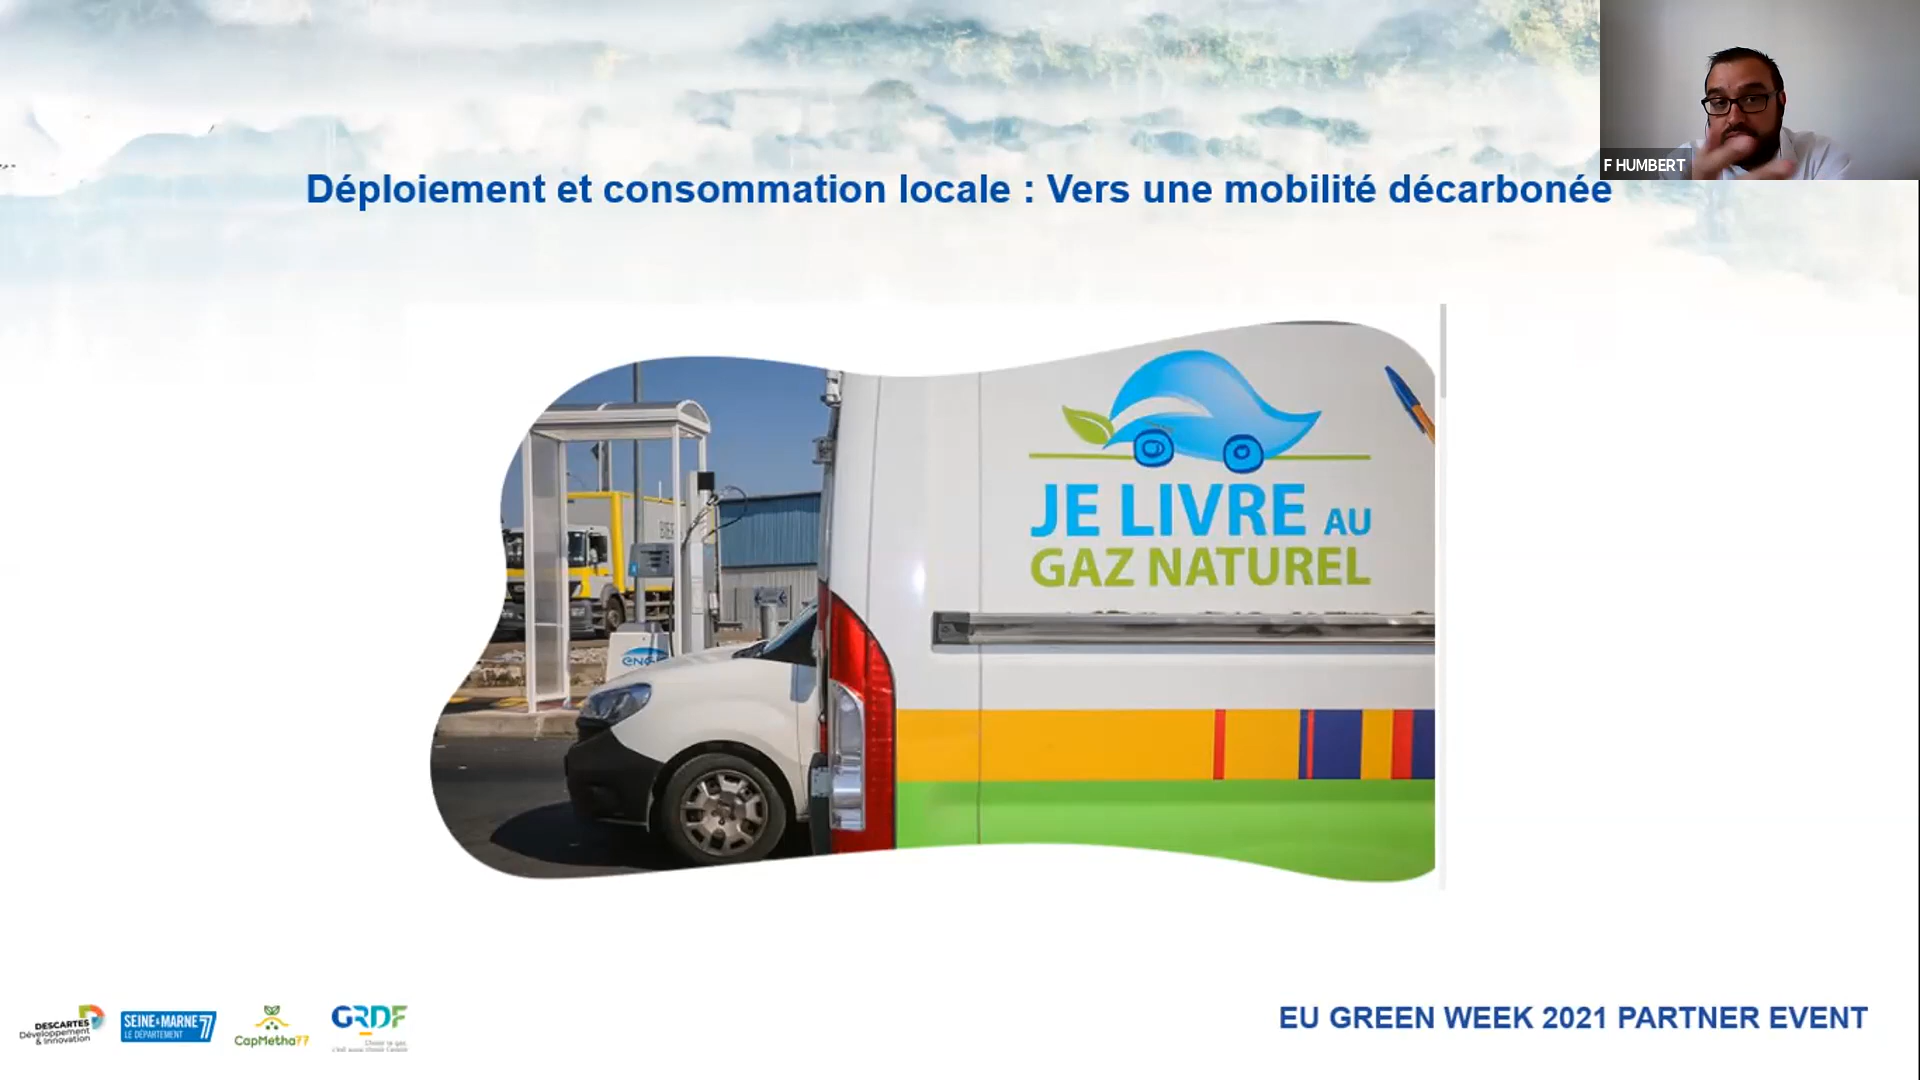 F HUMBERT
Déploiement et consommation locale : Vers une mobilité décarbonée
JE LIVRE AU
GAZ NATUREL
DESCARTES
Développement
& Innovation
SEINE & MARNE 77
LE DÉPARTEMENT
CapMetha77
GRDF
EU GREEN WEEK 2021 PARTNER EVENT